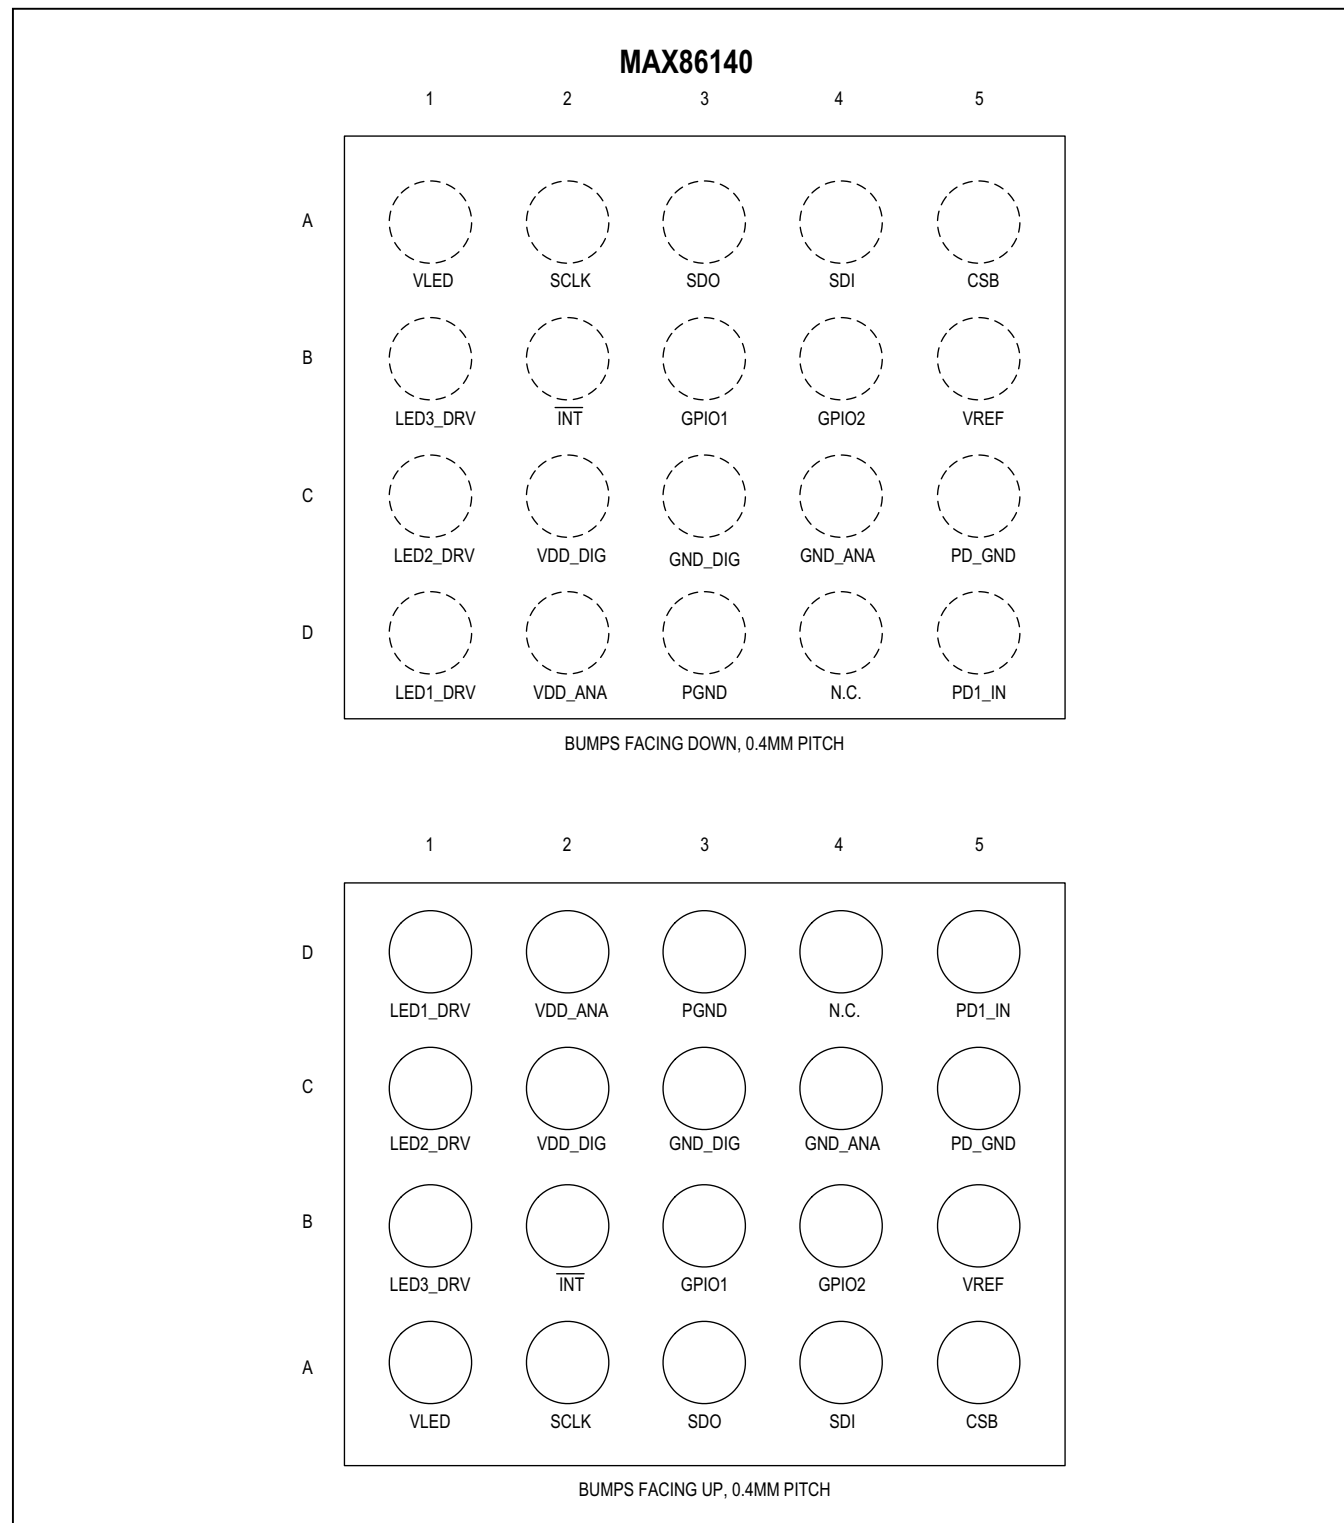 MAX86140
1 2 3 4 5
A
VLED SCLK SDO SDI CSB
B
LED3_DRV INT GPIO1 GPIO2 VREF
C
LED2_DRV VDD_DIG GND_DIG GND_ANA PD_GND
D
LED1_DRV VDD_ANA PGND N.C. PD1_IN
BUMPS FACING DOWN, 0.4MM PITCH
1 2 3 4 5
D
LED1_DRV VDD_ANA PGND N.C. PD1_IN
C
LED2_DRV VDD_DIG GND_DIG GND_ANA PD_GND
B
LED3_DRV INT GPIO1 GPIO2 VREF
A
VLED SCLK SDO SDI CSB
BUMPS FACING UP, 0.4MM PITCH